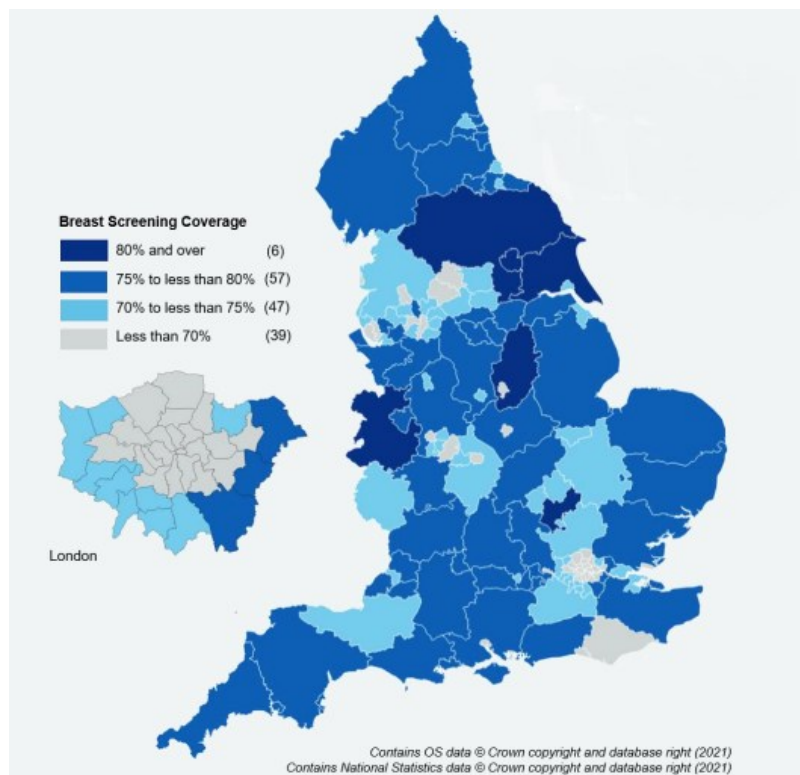 Breast Screening Coverage
80% and over (6)
75% to less than 80% (57)
70% to less than 75% (47)
Less than 70% (39)
London
Contains OS data © Crown copyright and database right (2021)
Contains National Statistics data © Crown copyright and database right (2021)